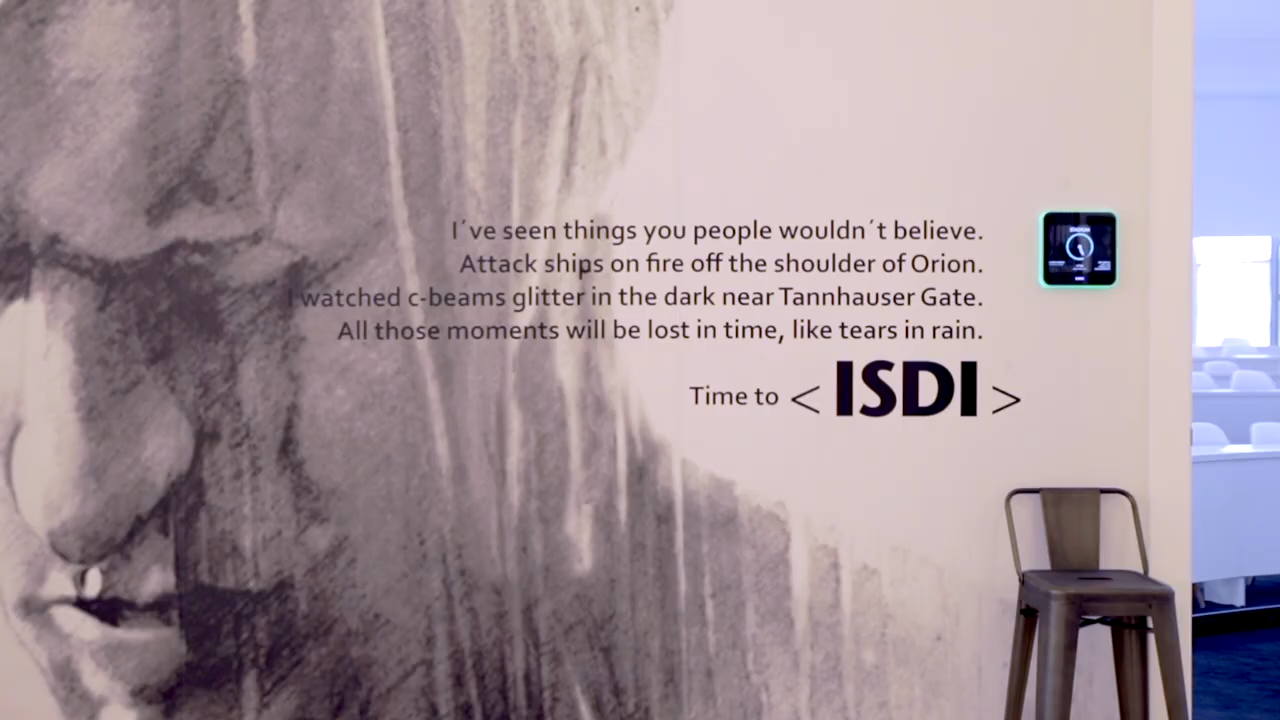 I´ve seen things you people wouldn´t believe.
Attack ships on fire off the shoulder of Orion.
I watched c-beams glitter in the dark near Tannhauser Gate.
All those moments will be lost in time, like tears in rain.
Time to < ISDI >